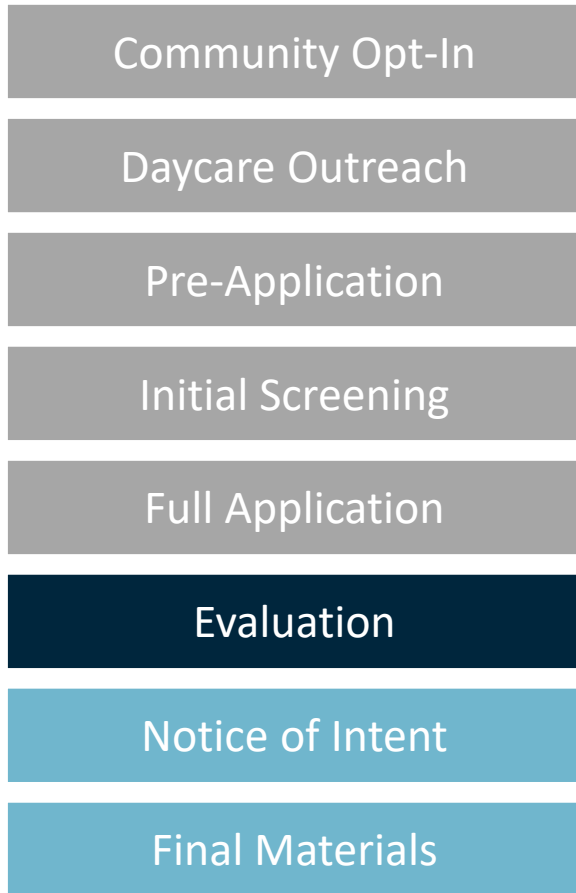 Community Opt-In
Daycare Outreach
Pre-Application
Initial Screening
Full Application
Evaluation
Notice of Intent
Final Materials